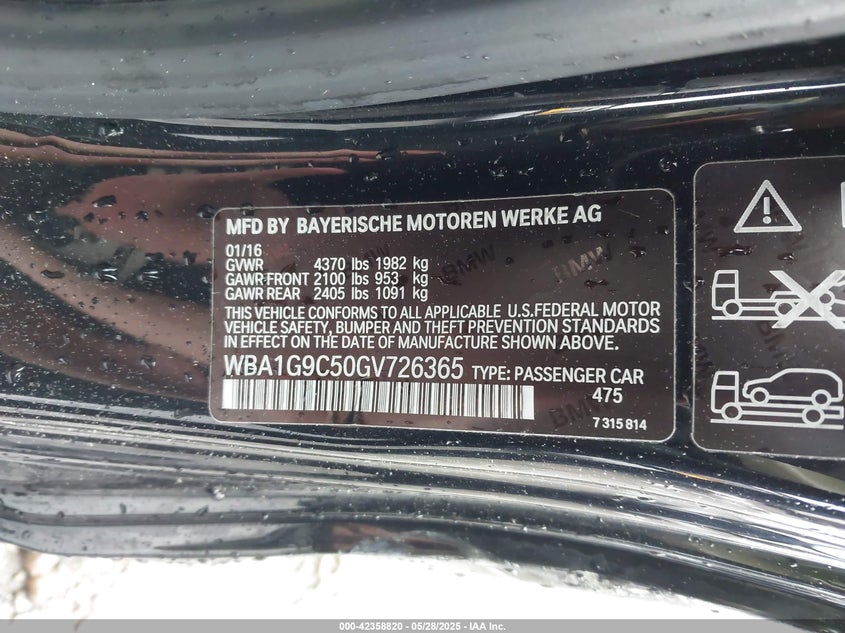 MFD BY BAYERISCHE MOTOREN WERKE AG
01/16
GVWR 4370 lbs 1982 kg
GAWR FRONT 2100 lbs 953 kg
GAWR REAR 2405 lbs 1091 kg
THIS VEHICLE CONFORMS TO ALL APPLICABLE U.S.FEDERAL MOTOR
VEHICLE SAFETY, BUMPER AND THEFT PREVENTION STANDARDS
IN EFFECT ON THE DATE OF MANUFACTURE SHOWN ABOVE.
WBA1G9C50GV726365 TYPE: PASSENGER CAR
475
7 315 814
BMW
BMW
BMW
000-42358820 — 05/28/2025 - IAA Inc.